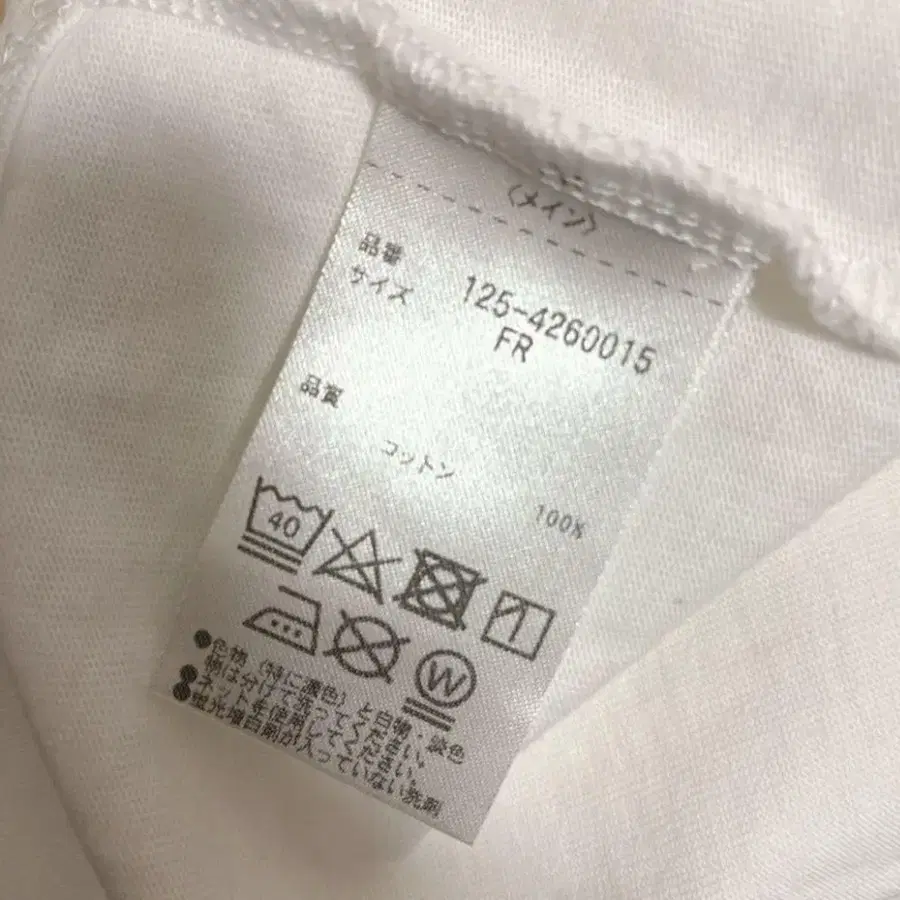 〈メイン〉
品番 125-4260015
サイズ FR
品質
コットン 100%
40
W
●色物(特に濃色)と白物・淡色
物は分けて洗ってください。
●ネットを使用してください。
●蛍光増白剤が入っていない洗剤